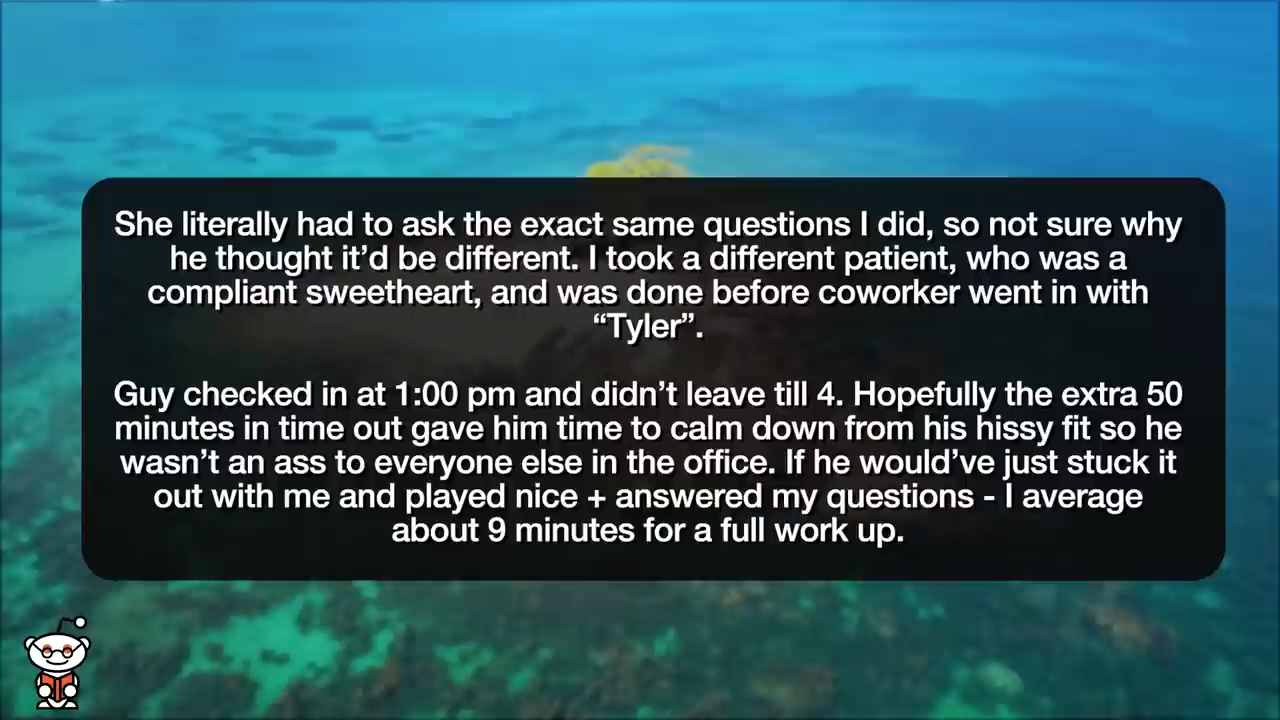 She literally had to ask the exact same questions I did, so not sure why
he thought it’d be different. I took a different patient, who was a
compliant sweetheart, and was done before coworker went in with
“Tyler”.
Guy checked in at 1:00 pm and didn’t leave till 4. Hopefully the extra 50
minutes in time out gave him time to calm down from his hissy fit so he
wasn’t an ass to everyone else in the office. If he would’ve just stuck it
out with me and played nice + answered my questions - I average
about 9 minutes for a full work up.